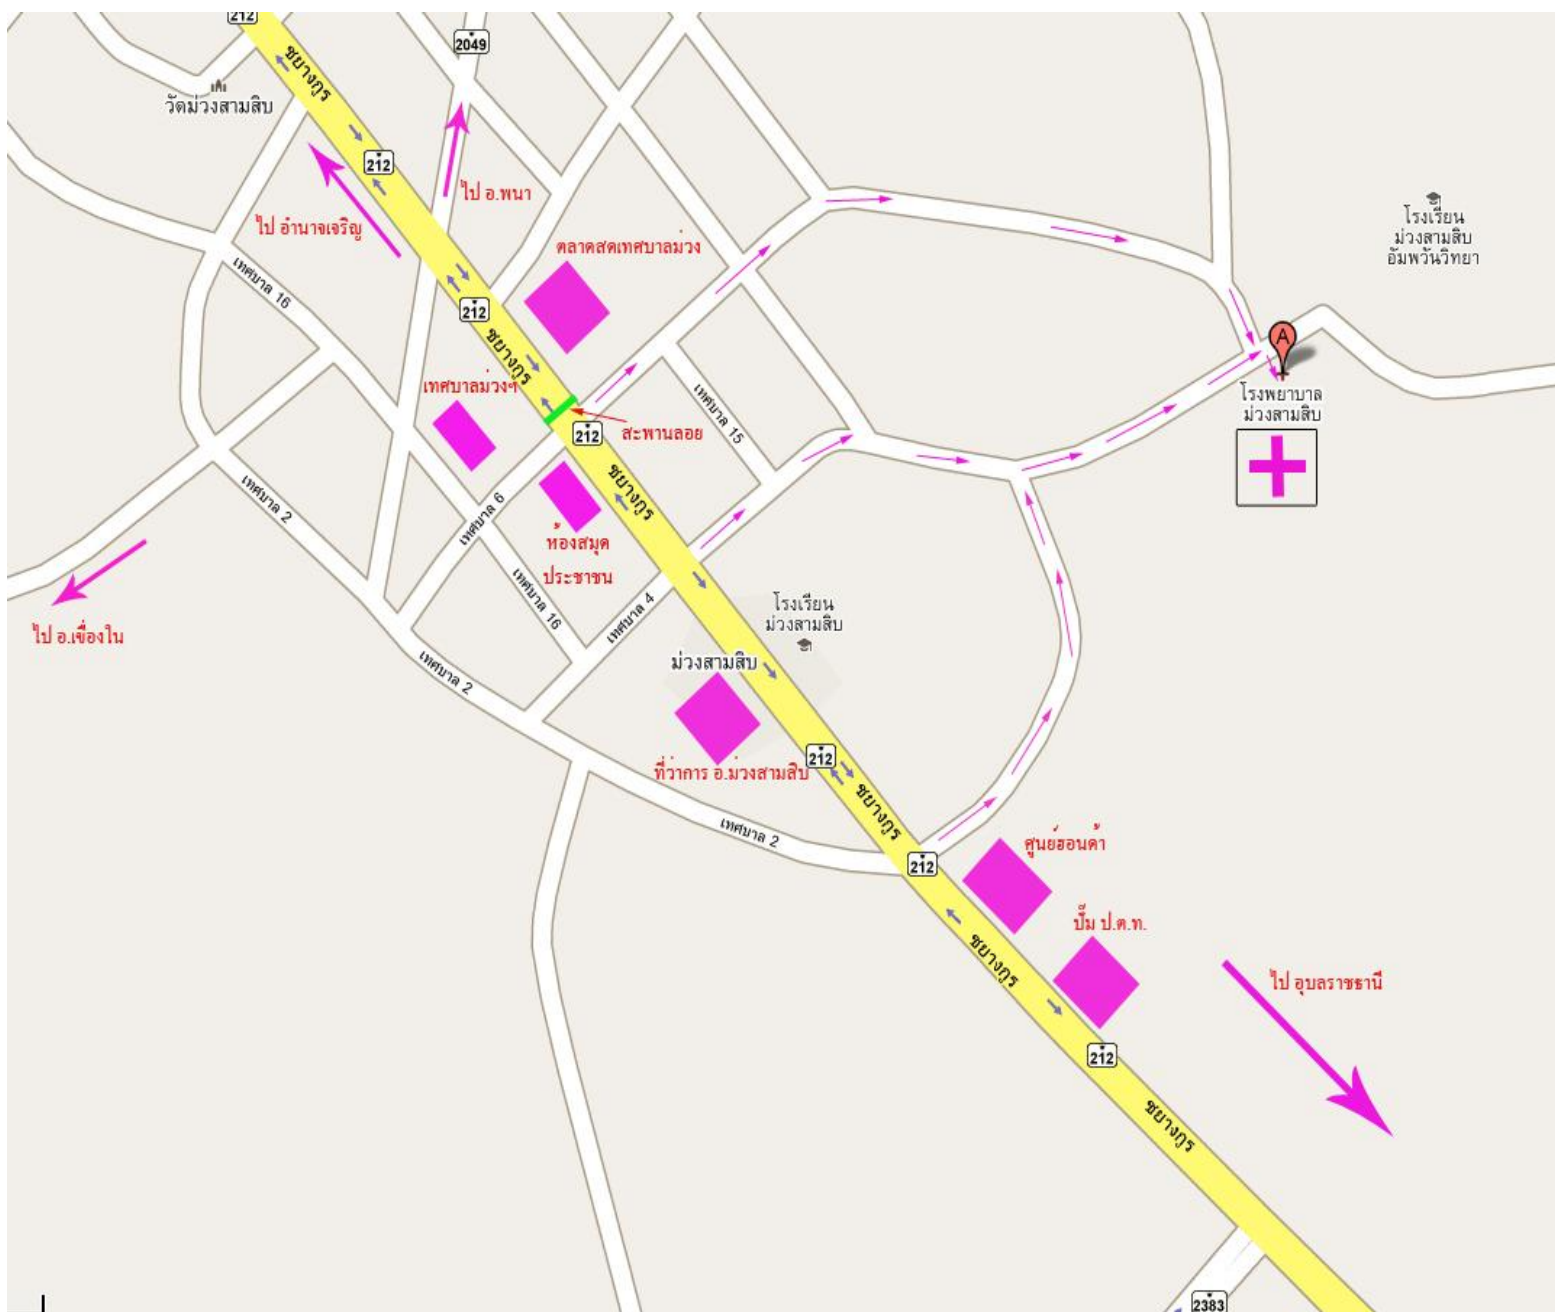 212
ชยางกูร
2049
วัดม่วงสามสิบ
212
ไป อ.พนา
ไป อำนาจเจริญ
ตลาดสดเทศบาลม่วง
โรงเรียน
ม่วงสามสิบ
อัมพวันวิทยา
เทศบาล 16
212
ชยางกูร
เทศบาลม่วงฯ
A
โรงพยาบาล
ม่วงสามสิบ
เทศบาล 15
สะพานลอย
212
ชยางกูร
เทศบาล 2
เทศบาล 6
ห้องสมุด
ประชาชน
เทศบาล 16
เทศบาล 4
โรงเรียน
ม่วงสามสิบ
ไป อ.เขื่องใน
เทศบาล 2
ม่วงสามสิบ
ที่ว่าการ อ.ม่วงสามสิบ
212
ชยางกูร
เทศบาล 2
212
ศูนย์ฮอนด้า
ปั๊ม ป.ต.ท.
ชยางกูร
ไป อุบลราชธานี
212
ชยางกูร
2383